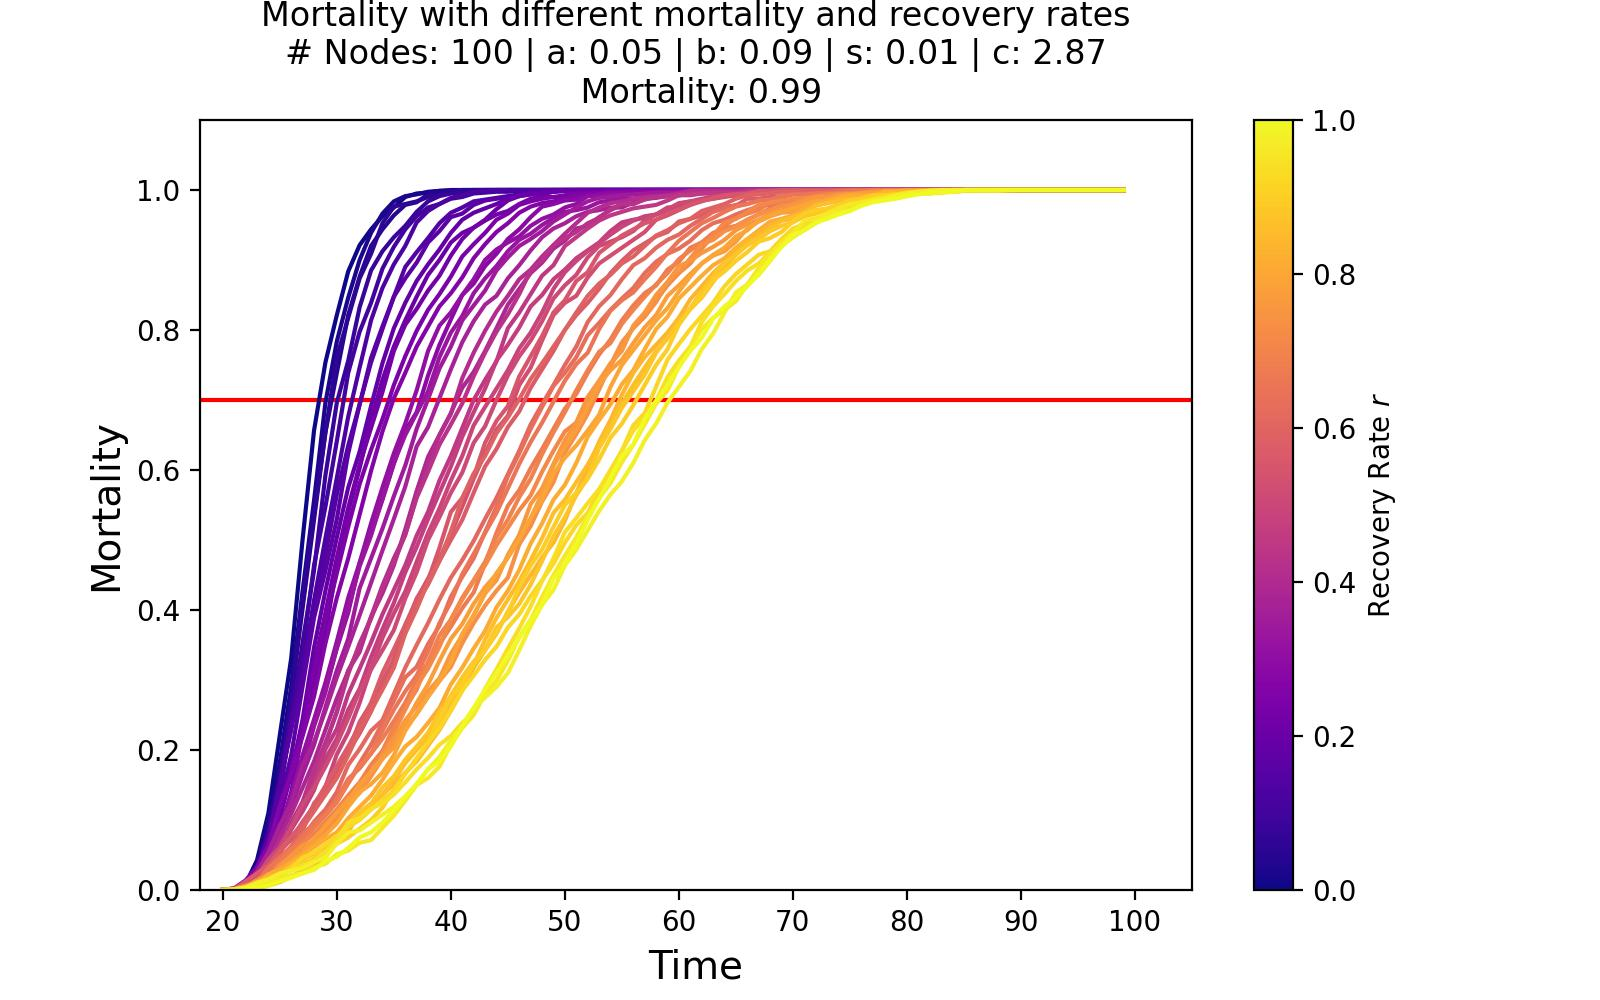 Mortality with different mortality and recovery rates
# Nodes: 100 | a: 0.05 | b: 0.09 | s: 0.01 | c: 2.87
Mortality: 0.99
Mortality
1.0
0.8
0.6
0.4
0.2
0.0
20 30 40 50 60 70 80 90 100
Time
1.0
0.8
0.6
0.4
0.2
0.0
Recovery Rate r